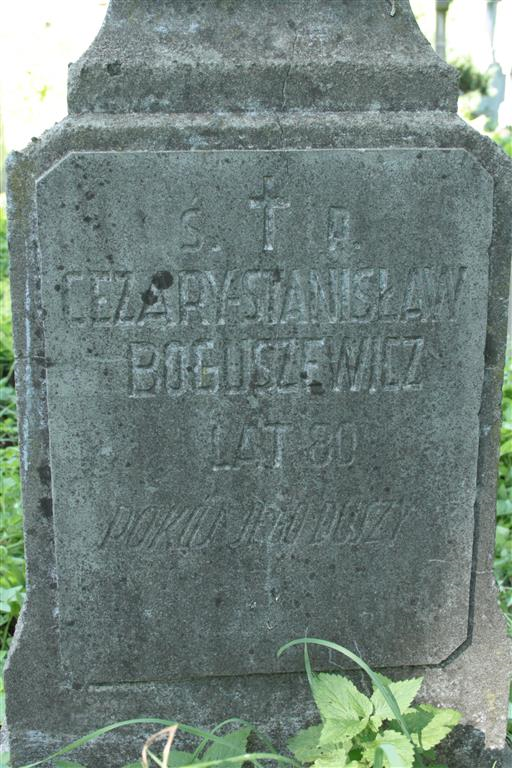 Ś. † P.
CEZARY-STANISŁAW
BOGUSZEWICZ
LAT 80
POKÓJ JEGO DUSZY